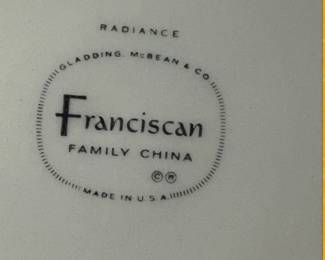 RADIANCE
GLADDING, McBEAN & CO.
Franciscan
FAMILY CHINA
© ®
MADE IN U.S.A.